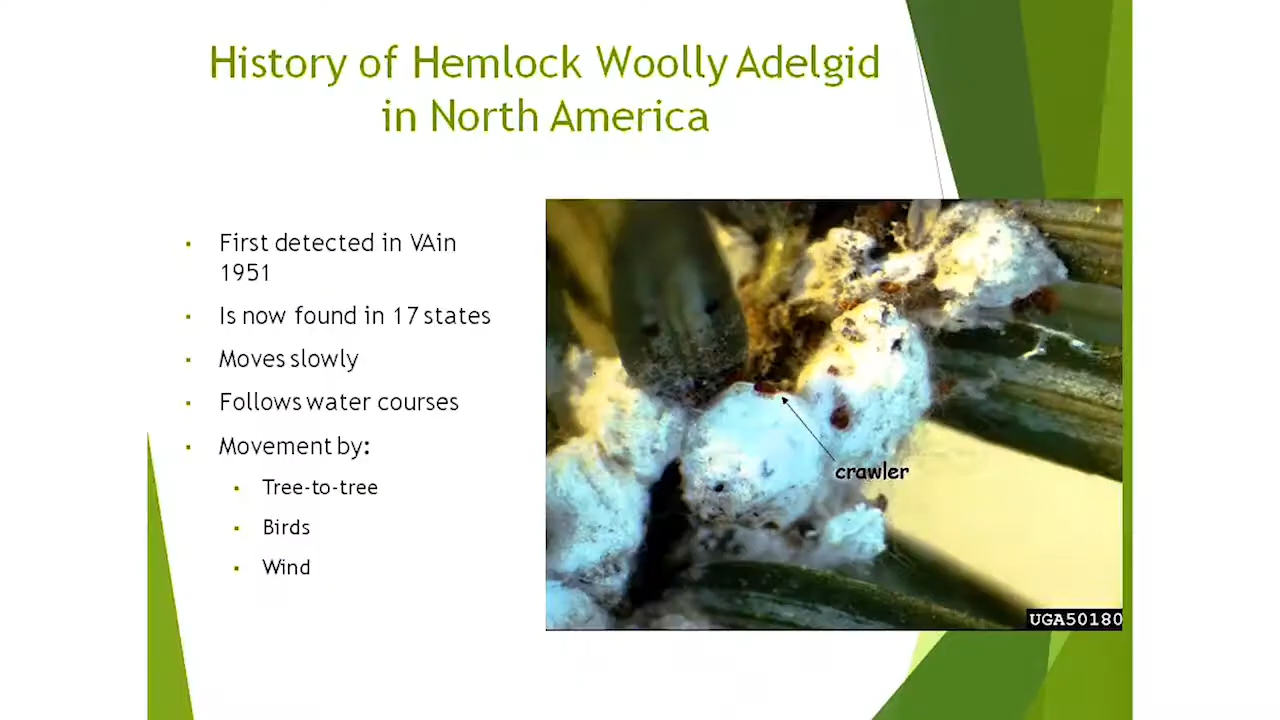 History of Hemlock Woolly Adelgid
in North America
First detected in VAin
1951
Is now found in 17 states
Moves slowly
Follows water courses
Movement by:
Tree-to-tree
Birds
Wind
crawler
UGA50180